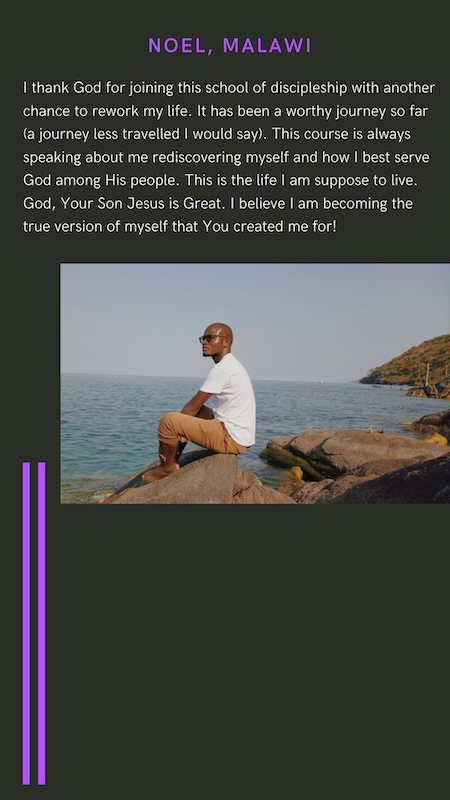 NOEL, MALAWI
I thank God for joining this school of discipleship with another
chance to rework my life. It has been a worthy journey so far
(a journey less travelled I would say). This course is always
speaking about me rediscovering myself and how I best serve
God among His people. This is the life I am suppose to live.
God, Your Son Jesus is Great. I believe I am becoming the
true version of myself that You created me for!